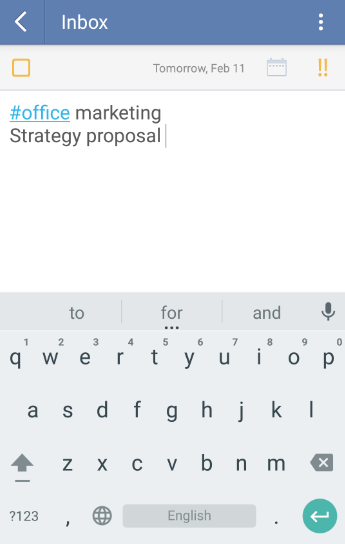 Inbox
Tomorrow, Feb 11 !!
#office marketing
Strategy proposal
to for and
1 2 3 4 5 6 7 8 9 0
q w e r t y u i o p
a s d f g h j k l
z x c v b n m
?123 , English .